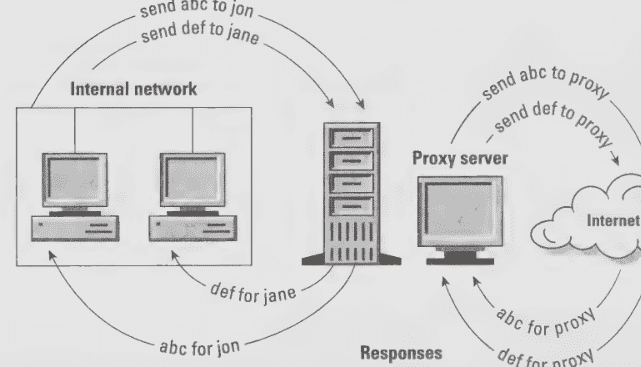 send abc to jon
send def to jane
Internal network
send abc to proxy
send def to proxy
Proxy server
Internet
def for jane
abc for jon
abc for proxy
def for proxy
Responses